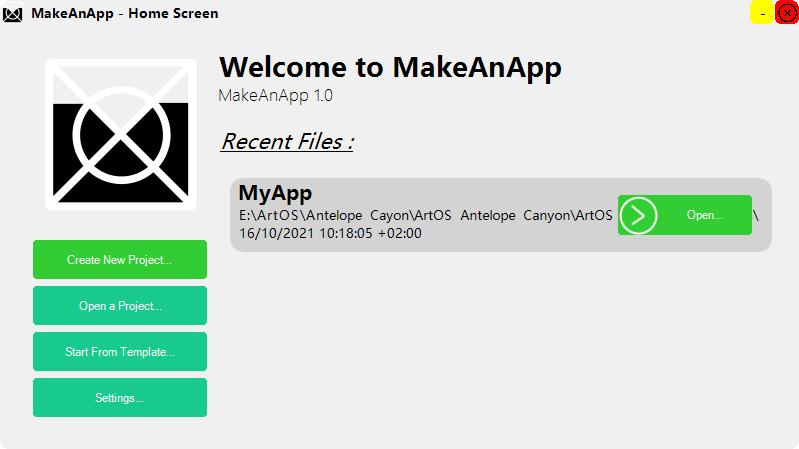 MakeAnApp - Home Screen
-
Welcome to MakeAnApp
MakeAnApp 1.0
Recent Files :
MyApp
E:\ArtOS\Antelope Cayon\ArtOS Antelope Canyon\ArtOS \
Open...
16/10/2021 10:18:05 +02:00
Create New Project...
Open a Project...
Start From Template...
Settings...